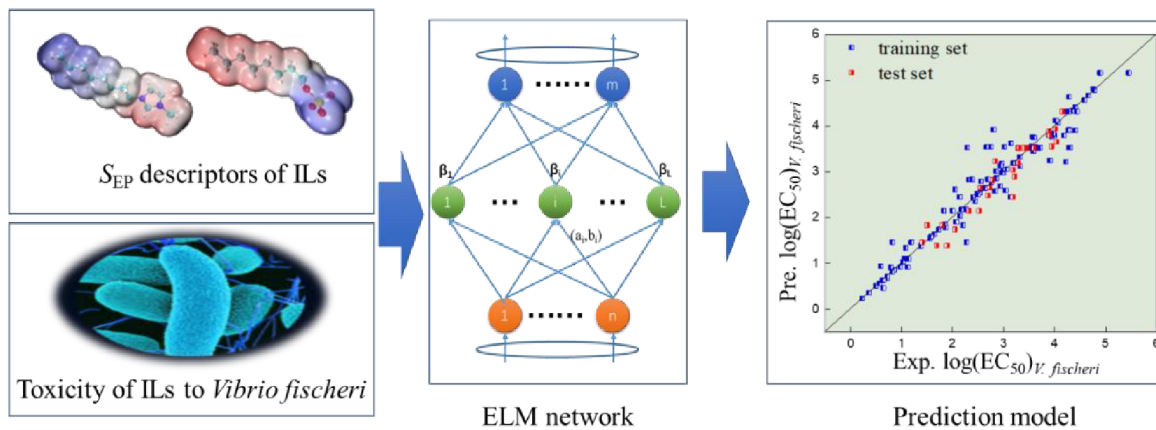 S_EP descriptors of ILs
Toxicity of ILs to Vibrio fischeri
1 ······ m
β₁ βᵢ β_L
1 ··· i ··· L
(aᵢ,bᵢ)
1 ······ n
ELM network
training set
test set
6
5
4
3
2
1
0
Pre. log(EC₅₀)V. fischeri
0 1 2 3 4 5 6
Exp. log(EC₅₀)V. fischeri
Prediction model